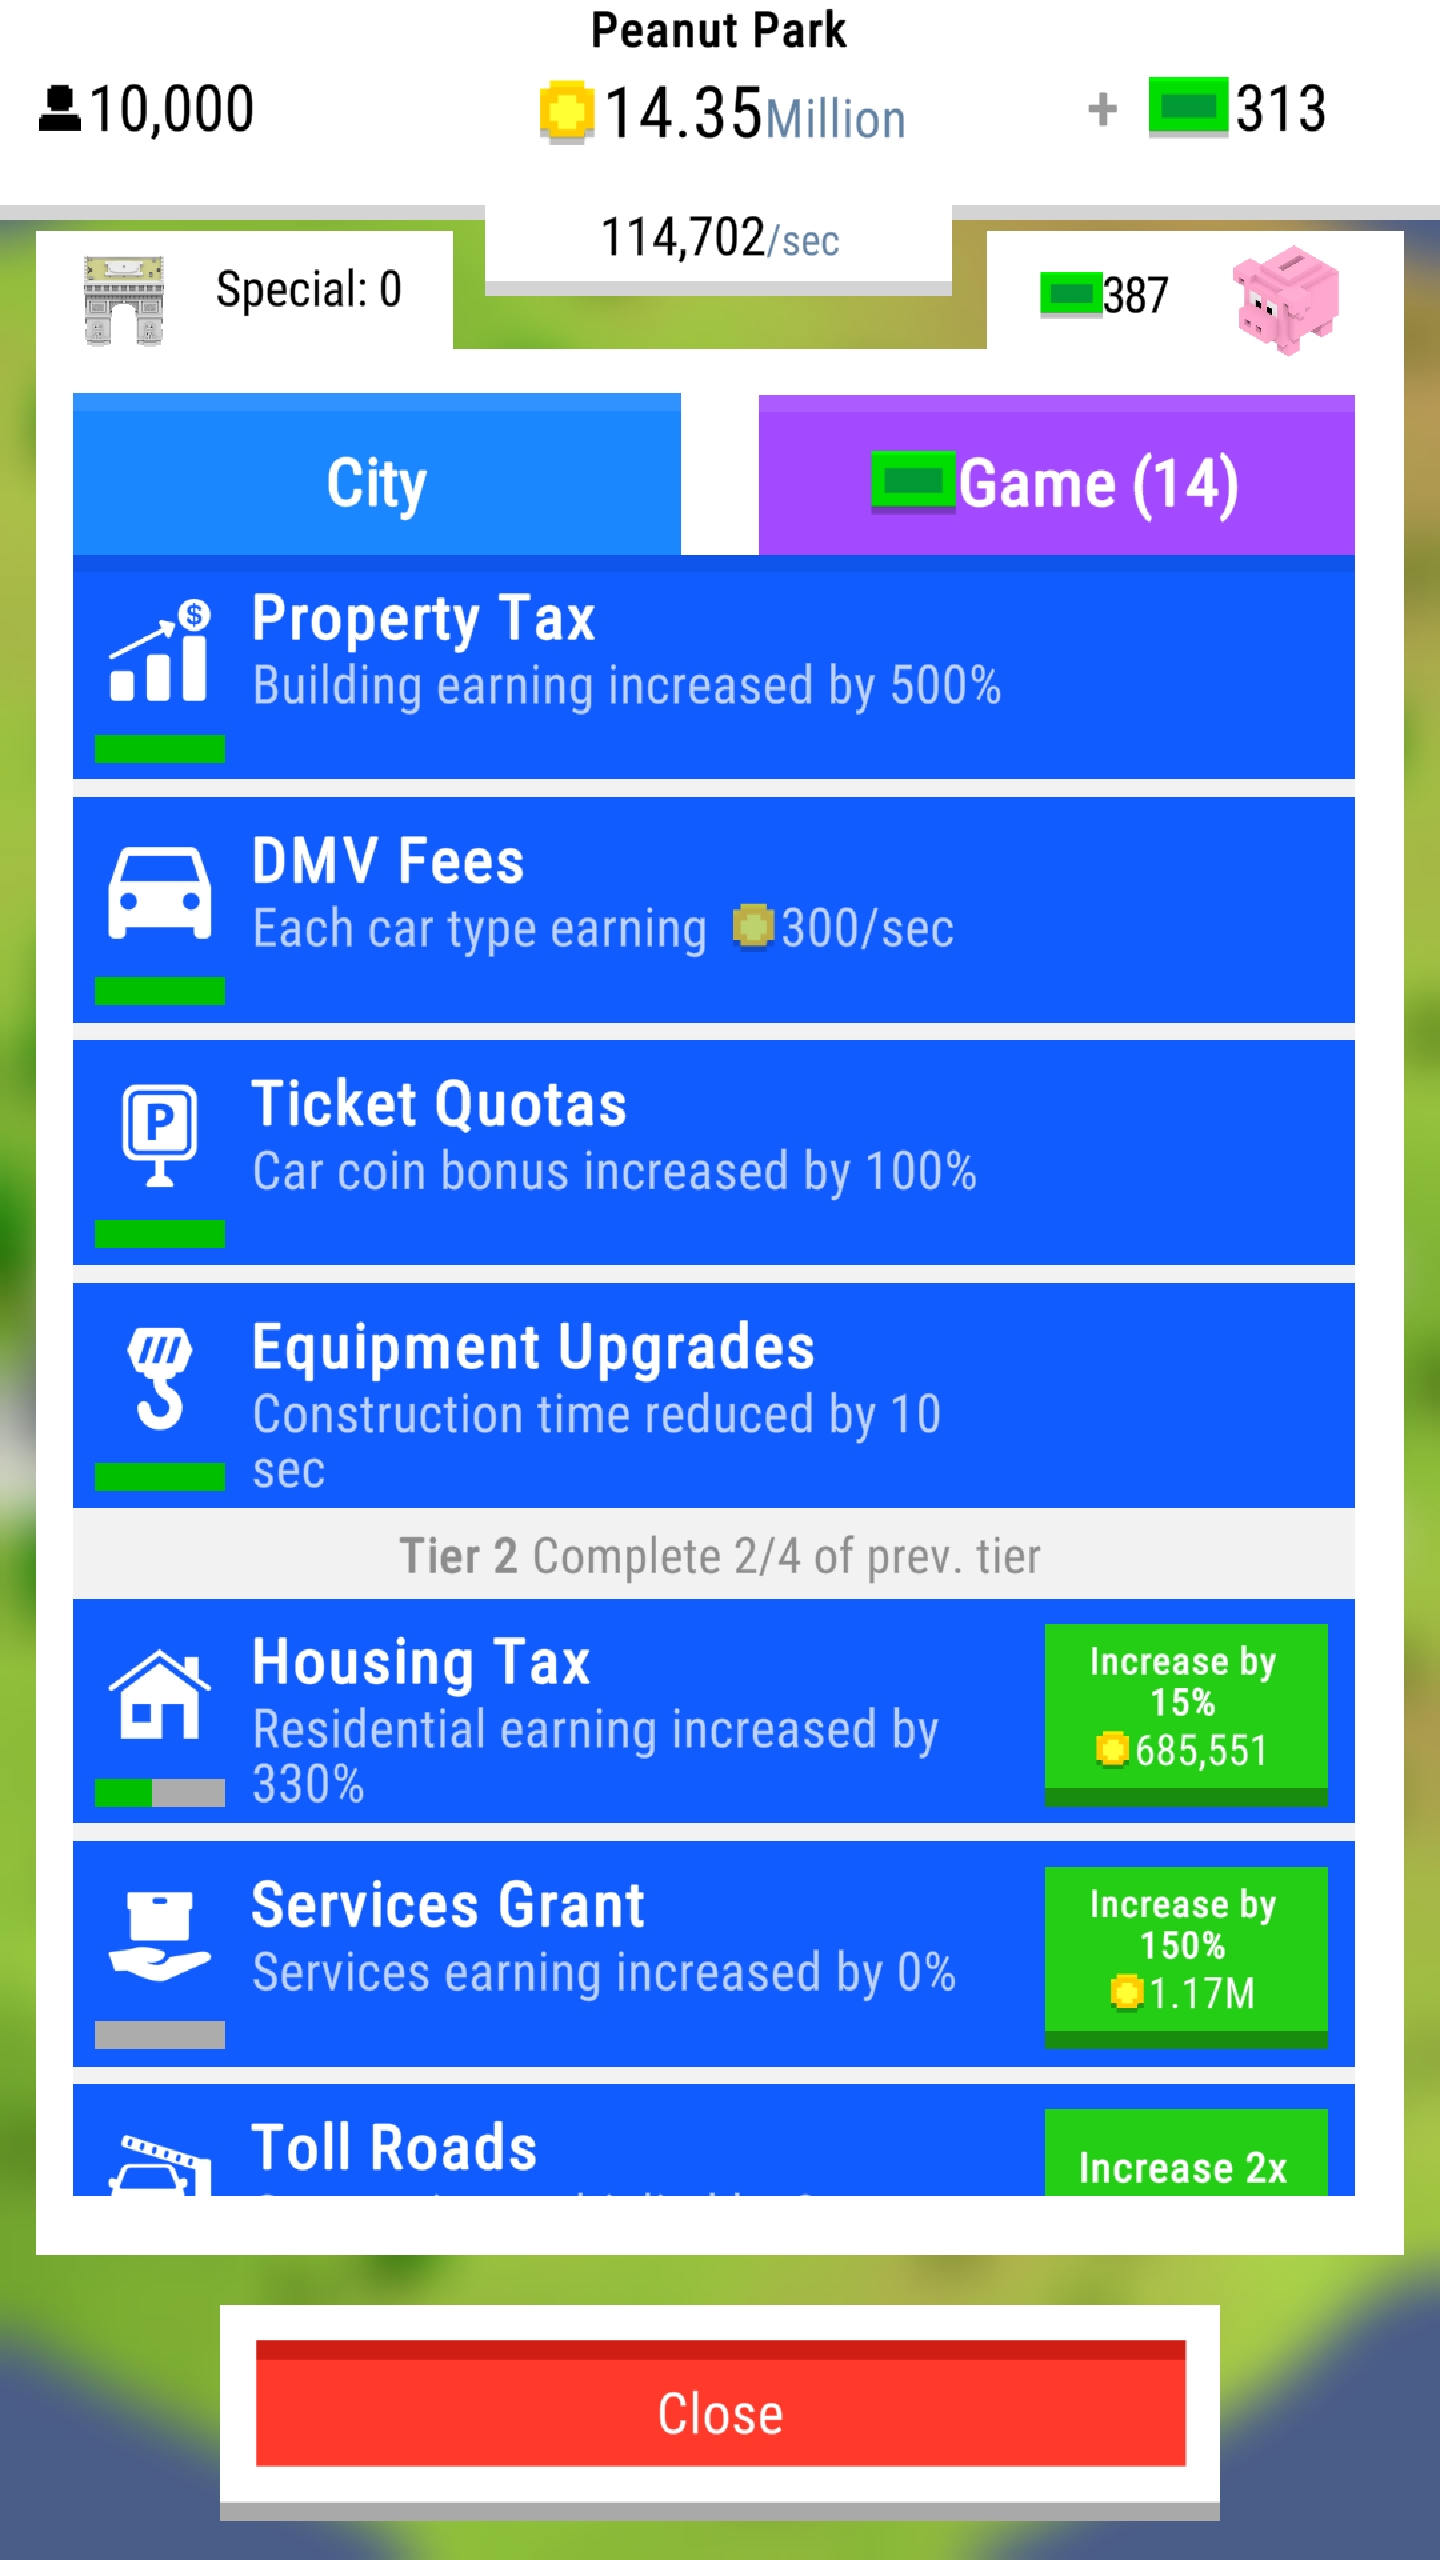 Peanut Park
10,000
14.35Million
+ 313
114,702/sec
Special: 0
387
City
Game (14)
$
Property Tax
Building earning increased by 500%
DMV Fees
Each car type earning 300/sec
P
Ticket Quotas
Car coin bonus increased by 100%
Equipment Upgrades
Construction time reduced by 10
sec
Tier 2 Complete 2/4 of prev. tier
Housing Tax
Residential earning increased by
330%
Increase by
15%
685,551
Services Grant
Services earning increased by 0%
Increase by
150%
1.17M
Toll Roads
Increase 2x
Close